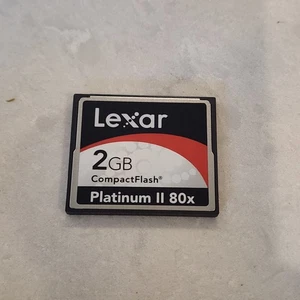 Lexar
2GB
CompactFlash®
Platinum II 80x